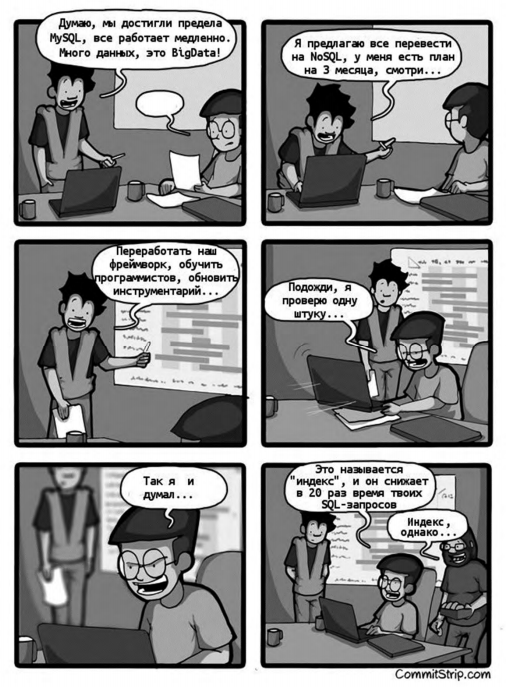 Думаю, мы достигли предела
MySQL, все работает медленно.
Много данных, это BigData!
Я предлагаю все перевести
на NoSQL, у меня есть план
на 3 месяца, смотри...
Переработать наш
фреймворк, обучить
программистов, обновить
инструментарий...
Подожди, я
проверю одну
штуку...
Так я и
думал...
Это называется
"индекс", и он снижает
в 20 раз время твоих
SQL-запросов
Индекс,
однако...
CommitStrip.com